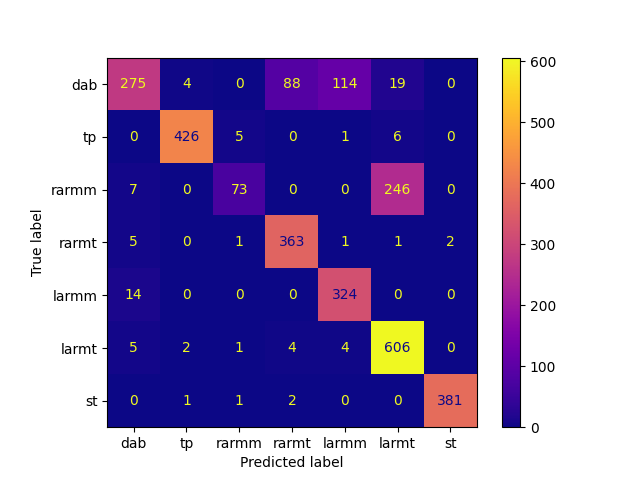 dab 275 4 0 88 114 19 0
tp 0 426 5 0 1 6 0
rarmm 7 0 73 0 0 246 0
rarmt 5 0 1 363 1 1 2
larmm 14 0 0 0 324 0 0
larmt 5 2 1 4 4 606 0
st 0 1 1 2 0 0 381
dab tp rarmm rarmt larmm larmt st
Predicted label
True label
600
500
400
300
200
100
0